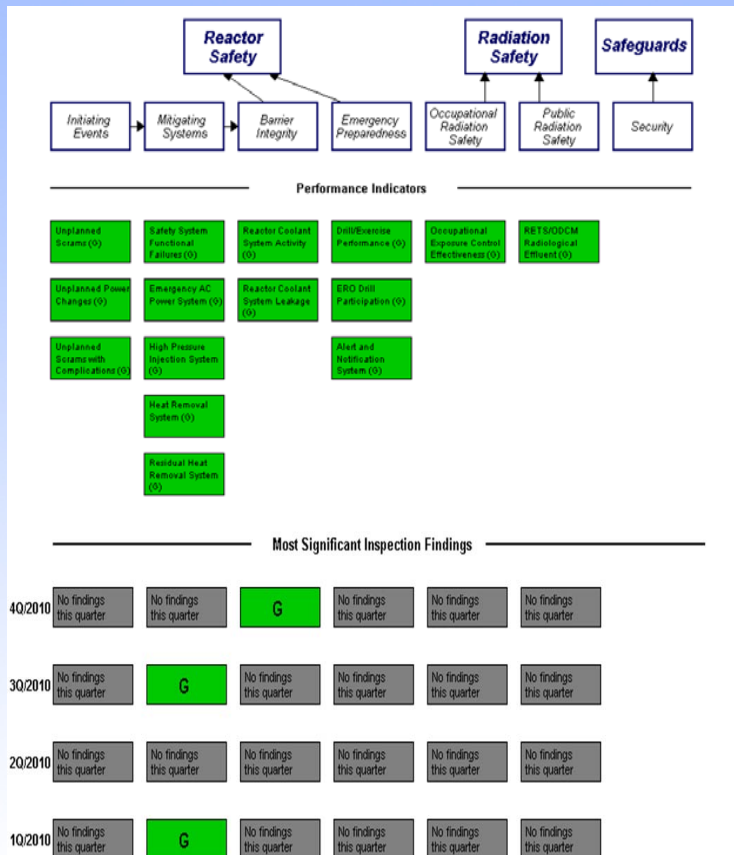 Reactor
Safety
Radiation
Safety
Safeguards
Initiating
Events
Mitigating
Systems
Barrier
Integrity
Emergency
Preparedness
Occupational
Radiation
Safety
Public
Radiation
Safety
Security
Performance Indicators
Unplanned
Scrams (G)
Safety System
Functional
Failures (G)
Reactor Coolant
System Activity
(G)
Drill/Exercise
Performance (G)
Occupational
Exposure Control
Effectiveness (G)
RETS/ODCM
Radiological
Effluent (G)
Unplanned Power
Changes (G)
Emergency AC
Power System (G)
Reactor Coolant
System Leakage
(G)
ERO Drill
Participation (G)
Unplanned
Scrams with
Complications (G)
High Pressure
Injection System
(G)
Alert and
Notification
System (G)
Heat Removal
System (G)
Residual Heat
Removal System
(G)
Most Significant Inspection Findings
4Q/2010
No findings
this quarter
No findings
this quarter
G
No findings
this quarter
No findings
this quarter
No findings
this quarter
3Q/2010
No findings
this quarter
G
No findings
this quarter
No findings
this quarter
No findings
this quarter
No findings
this quarter
2Q/2010
No findings
this quarter
No findings
this quarter
No findings
this quarter
No findings
this quarter
No findings
this quarter
No findings
this quarter
1Q/2010
No findings
this quarter
G
No findings
this quarter
No findings
this quarter
No findings
this quarter
No findings
this quarter